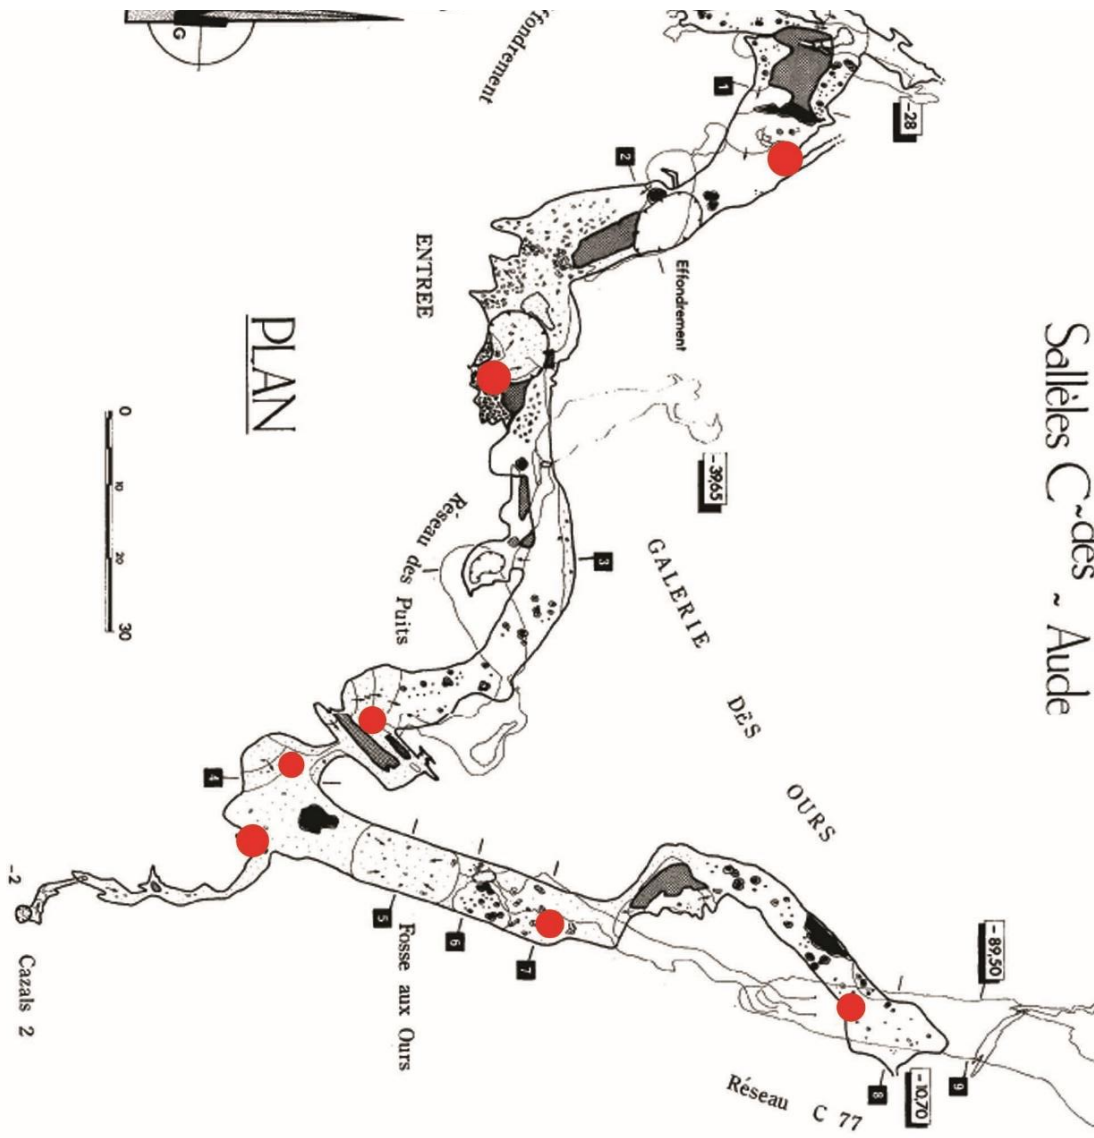 G
ffondrement
-28
1
2
Effondrement
ENTREE
PLAN
0
10
20
30
Sallèles C~des ~ Aude
-39,65
3
Réseau des Puits
GALERIE
DES
OURS
4
5
6
7
Fosse aux Ours
-2
Cazals 2
-89,50
8
-10,70
9
Réseau C 77